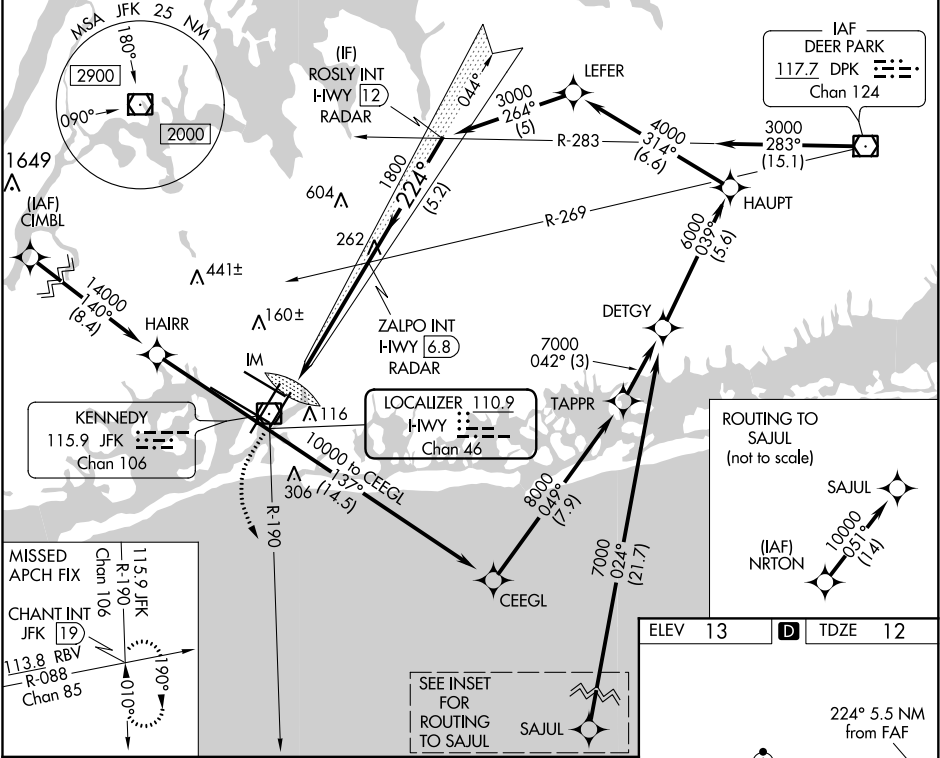 MSA JFK 25 NM
180°
2900
090°
2000
1649
(IAF)
CIMBL
14000
140°
(8.4)
HAIRR
441±
604
160±
262
IM
116
306
(IF)
ROSLY INT
I-HWY 12
RADAR
044°
1800
224°
(5.2)
3000
264°
(5)
LEFER
R-283
4000
314°
(6.6)
3000
283°
(15.1)
IAF
DEER PARK
117.7 DPK
Chan 124
HAUPT
R-269
6000
039°
(5.6)
DETGY
7000
042° (3)
TAPPR
ZALPO INT
I-IWY 6.8
RADAR
KENNEDY
115.9 JFK
Chan 106
LOCALIZER 110.9
I-IWY
Chan 46
10000 to CEEGL
137°
(14.5)
R-190
8000
049°
(7.9)
CEEGL
7000
024°
(21.7)
ROUTING TO
SAJUL
(not to scale)
SAJUL
10000
051°
(14)
(IAF)
NRTON
MISSED
APCH FIX
115.9 JFK
R-190
Chan 106
CHANT INT
JFK 19
113.8 RBV
R-088
Chan 85
190°
010°
SEE INSET
FOR
ROUTING
TO SAJUL
SAJUL
ELEV 13
D
TDZE 12
224° 5.5 NM
from FAF